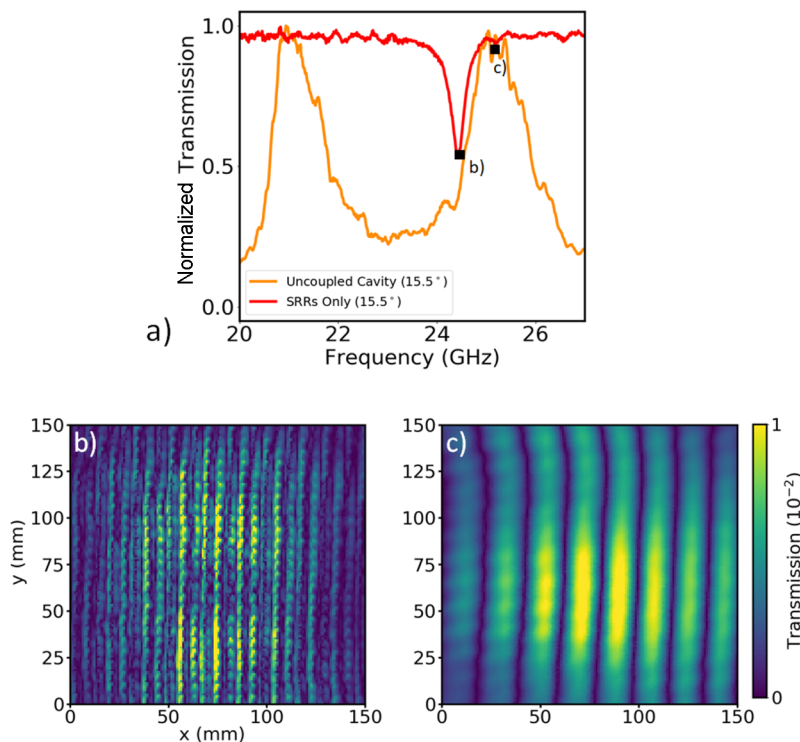 1.0
0.5
0.0
Normalized Transmission
c)
b)
Uncoupled Cavity (15.5°)
SRRs Only (15.5°)
20 22 24 26
Frequency (GHz)
a)
150
125
100
75
50
25
0
y (mm)
b)
0 50 100 150
x (mm)
150
125
100
75
50
25
0
c)
0 50 100 150
1
0
Transmission (10⁻²)